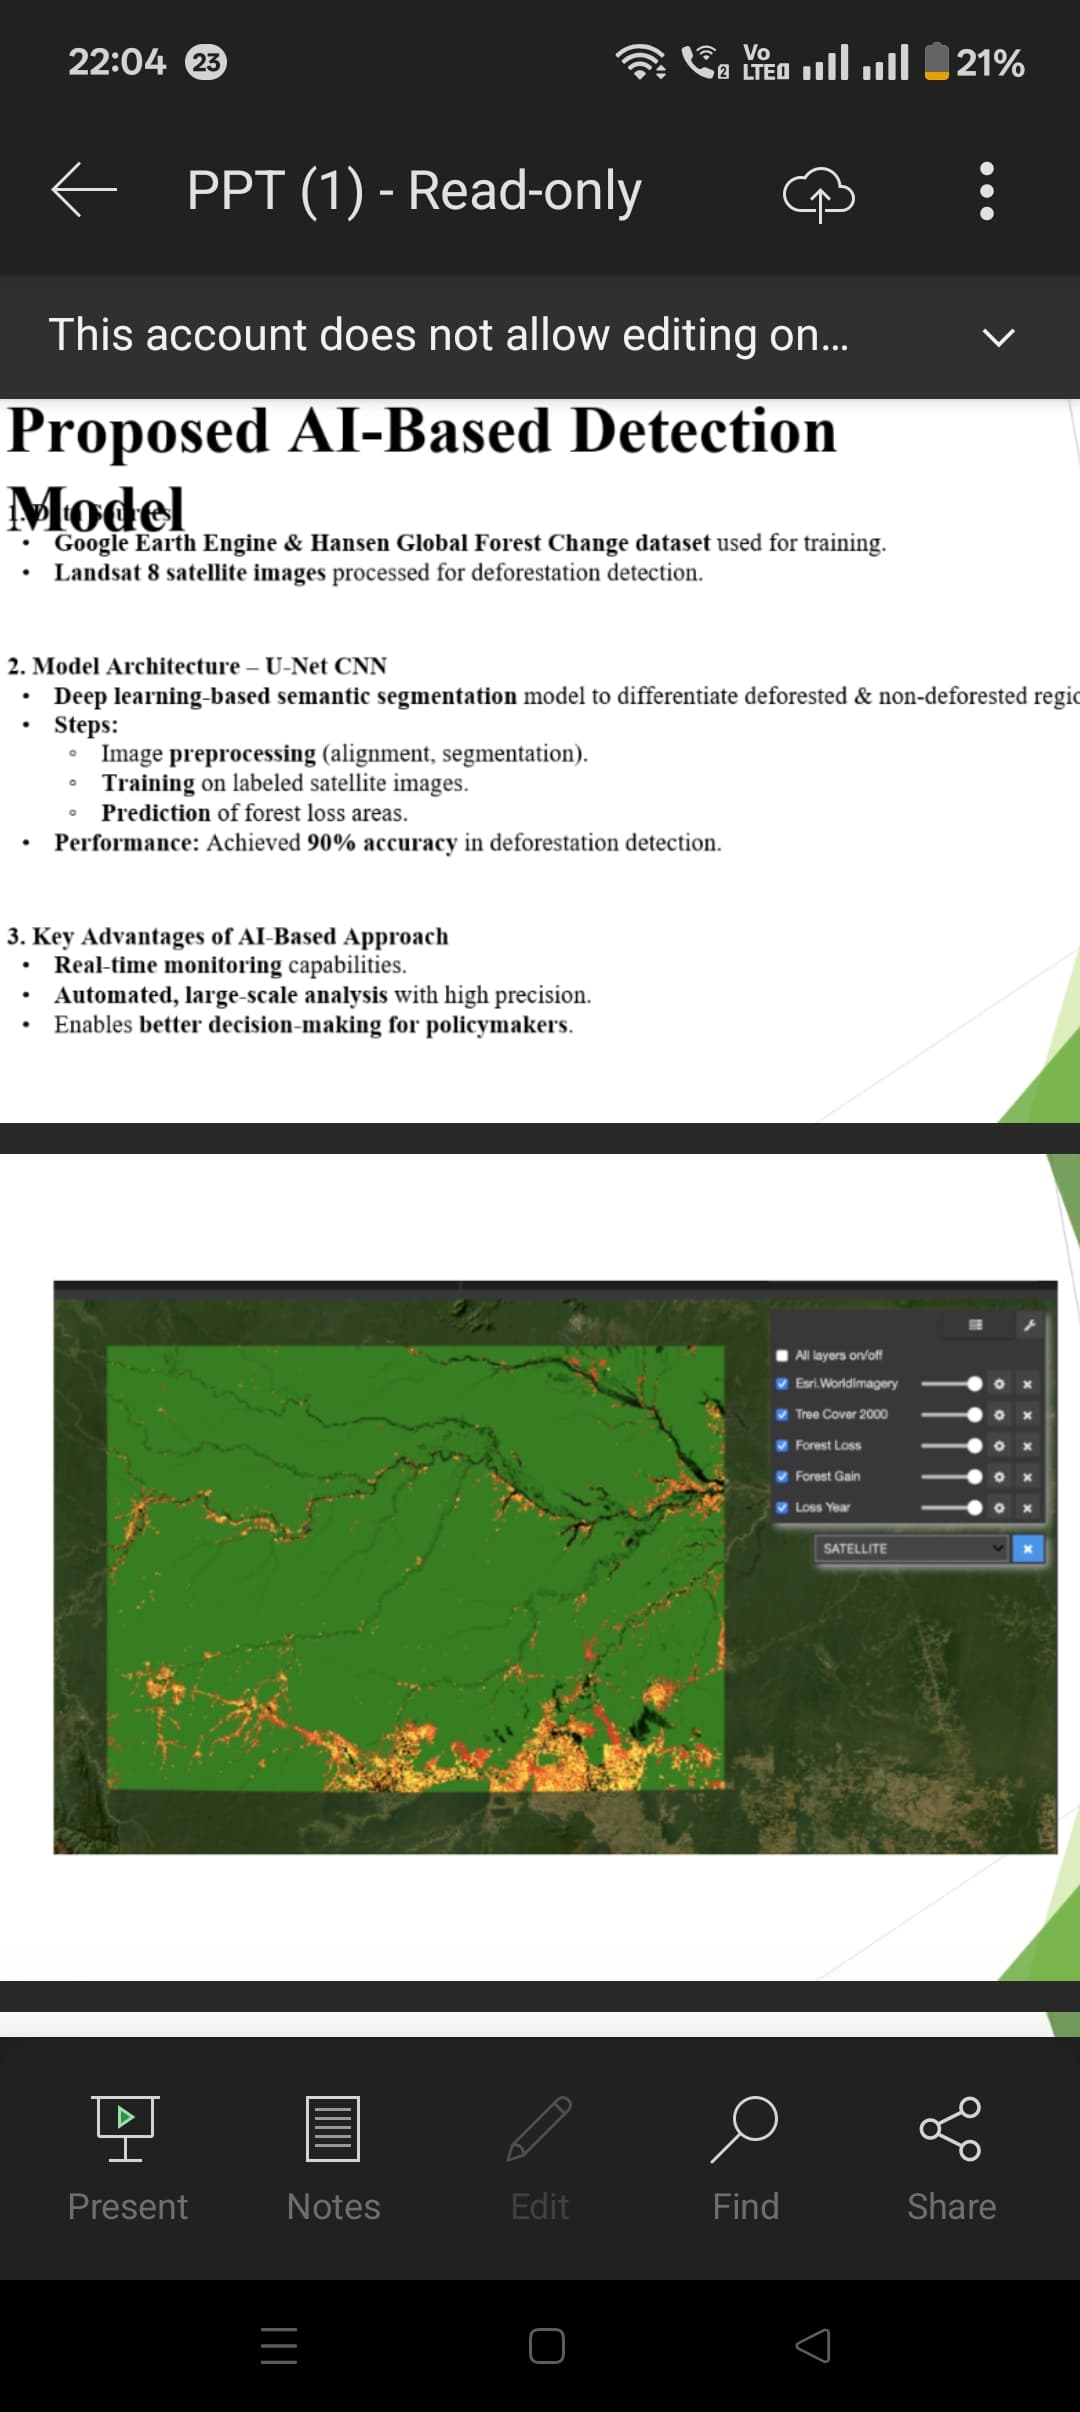 22:04 23
Vo LTE 2 21%
PPT (1) - Read-only
This account does not allow editing on...
Proposed AI-Based Detection
Model
1. Data Sources
• Google Earth Engine & Hansen Global Forest Change dataset used for training.
• Landsat 8 satellite images processed for deforestation detection.
2. Model Architecture – U-Net CNN
• Deep learning-based semantic segmentation model to differentiate deforested & non-deforested regio
• Steps:
◦ Image preprocessing (alignment, segmentation).
◦ Training on labeled satellite images.
◦ Prediction of forest loss areas.
• Performance: Achieved 90% accuracy in deforestation detection.
3. Key Advantages of AI-Based Approach
• Real-time monitoring capabilities.
• Automated, large-scale analysis with high precision.
• Enables better decision-making for policymakers.
All layers on/off
Esri.WorldImagery
Tree Cover 2000
Forest Loss
Forest Gain
Loss Year
SATELLITE
Present Notes Edit Find Share